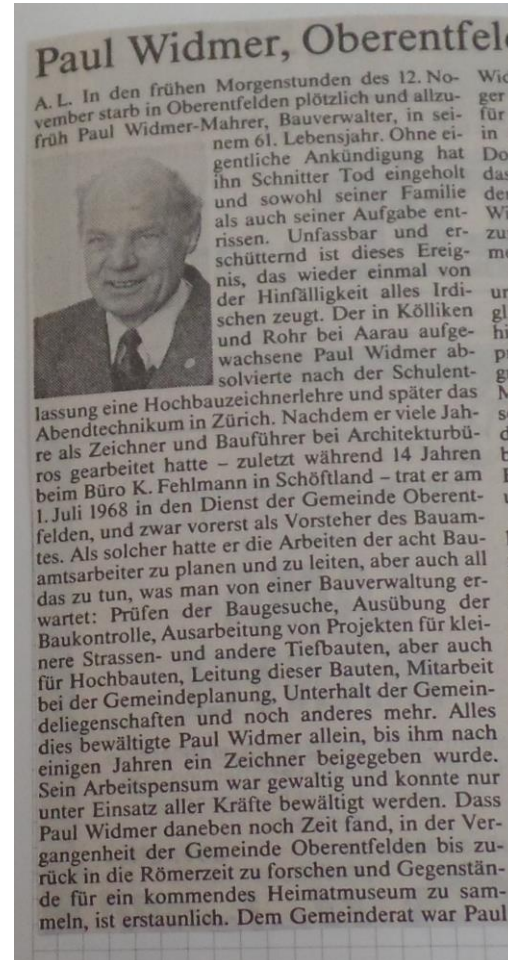 Paul Widmer, Oberentfel
A. L. In den frühen Morgenstunden des 12. No-
vember starb in Oberentfelden plötzlich und allzu-
früh Paul Widmer-Mahrer, Bauverwalter, in sei-
nem 61. Lebensjahr. Ohne ei-
gentliche Ankündigung hat
ihn Schnitter Tod eingeholt
und sowohl seiner Familie
als auch seiner Aufgabe ent-
rissen. Unfassbar und er-
schütternd ist dieses Ereig-
nis, das wieder einmal von
der Hinfälligkeit alles Irdi-
schen zeugt. Der in Kölliken
und Rohr bei Aarau aufge-
wachsene Paul Widmer ab-
solvierte nach der Schulent-
lassung eine Hochbauzeichnerlehre und später das
Abendtechnikum in Zürich. Nachdem er viele Jah-
re als Zeichner und Bauführer bei Architekturbü-
ros gearbeitet hatte – zuletzt während 14 Jahren
beim Büro K. Fehlmann in Schöftland – trat er am
1. Juli 1968 in den Dienst der Gemeinde Oberent-
felden, und zwar vorerst als Vorsteher des Bauam-
tes. Als solcher hatte er die Arbeiten der acht Bau-
amtsarbeiter zu planen und zu leiten, aber auch all
das zu tun, was man von einer Bauverwaltung er-
wartet: Prüfen der Baugesuche, Ausübung der
Baukontrolle, Ausarbeitung von Projekten für klei-
nere Strassen- und andere Tiefbauten, aber auch
für Hochbauten, Leitung dieser Bauten, Mitarbeit
bei der Gemeindeplanung, Unterhalt der Gemein-
deliegenschaften und noch anderes mehr. Alles
dies bewältigte Paul Widmer allein, bis ihm nach
einigen Jahren ein Zeichner beigegeben wurde.
Sein Arbeitspensum war gewaltig und konnte nur
unter Einsatz aller Kräfte bewältigt werden. Dass
Paul Widmer daneben noch Zeit fand, in der Ver-
gangenheit der Gemeinde Oberentfelden bis zu-
rück in die Römerzeit zu forschen und Gegenstän-
de für ein kommendes Heimatmuseum zu sam-
meln, ist erstaunlich. Dem Gemeinderat war Paul